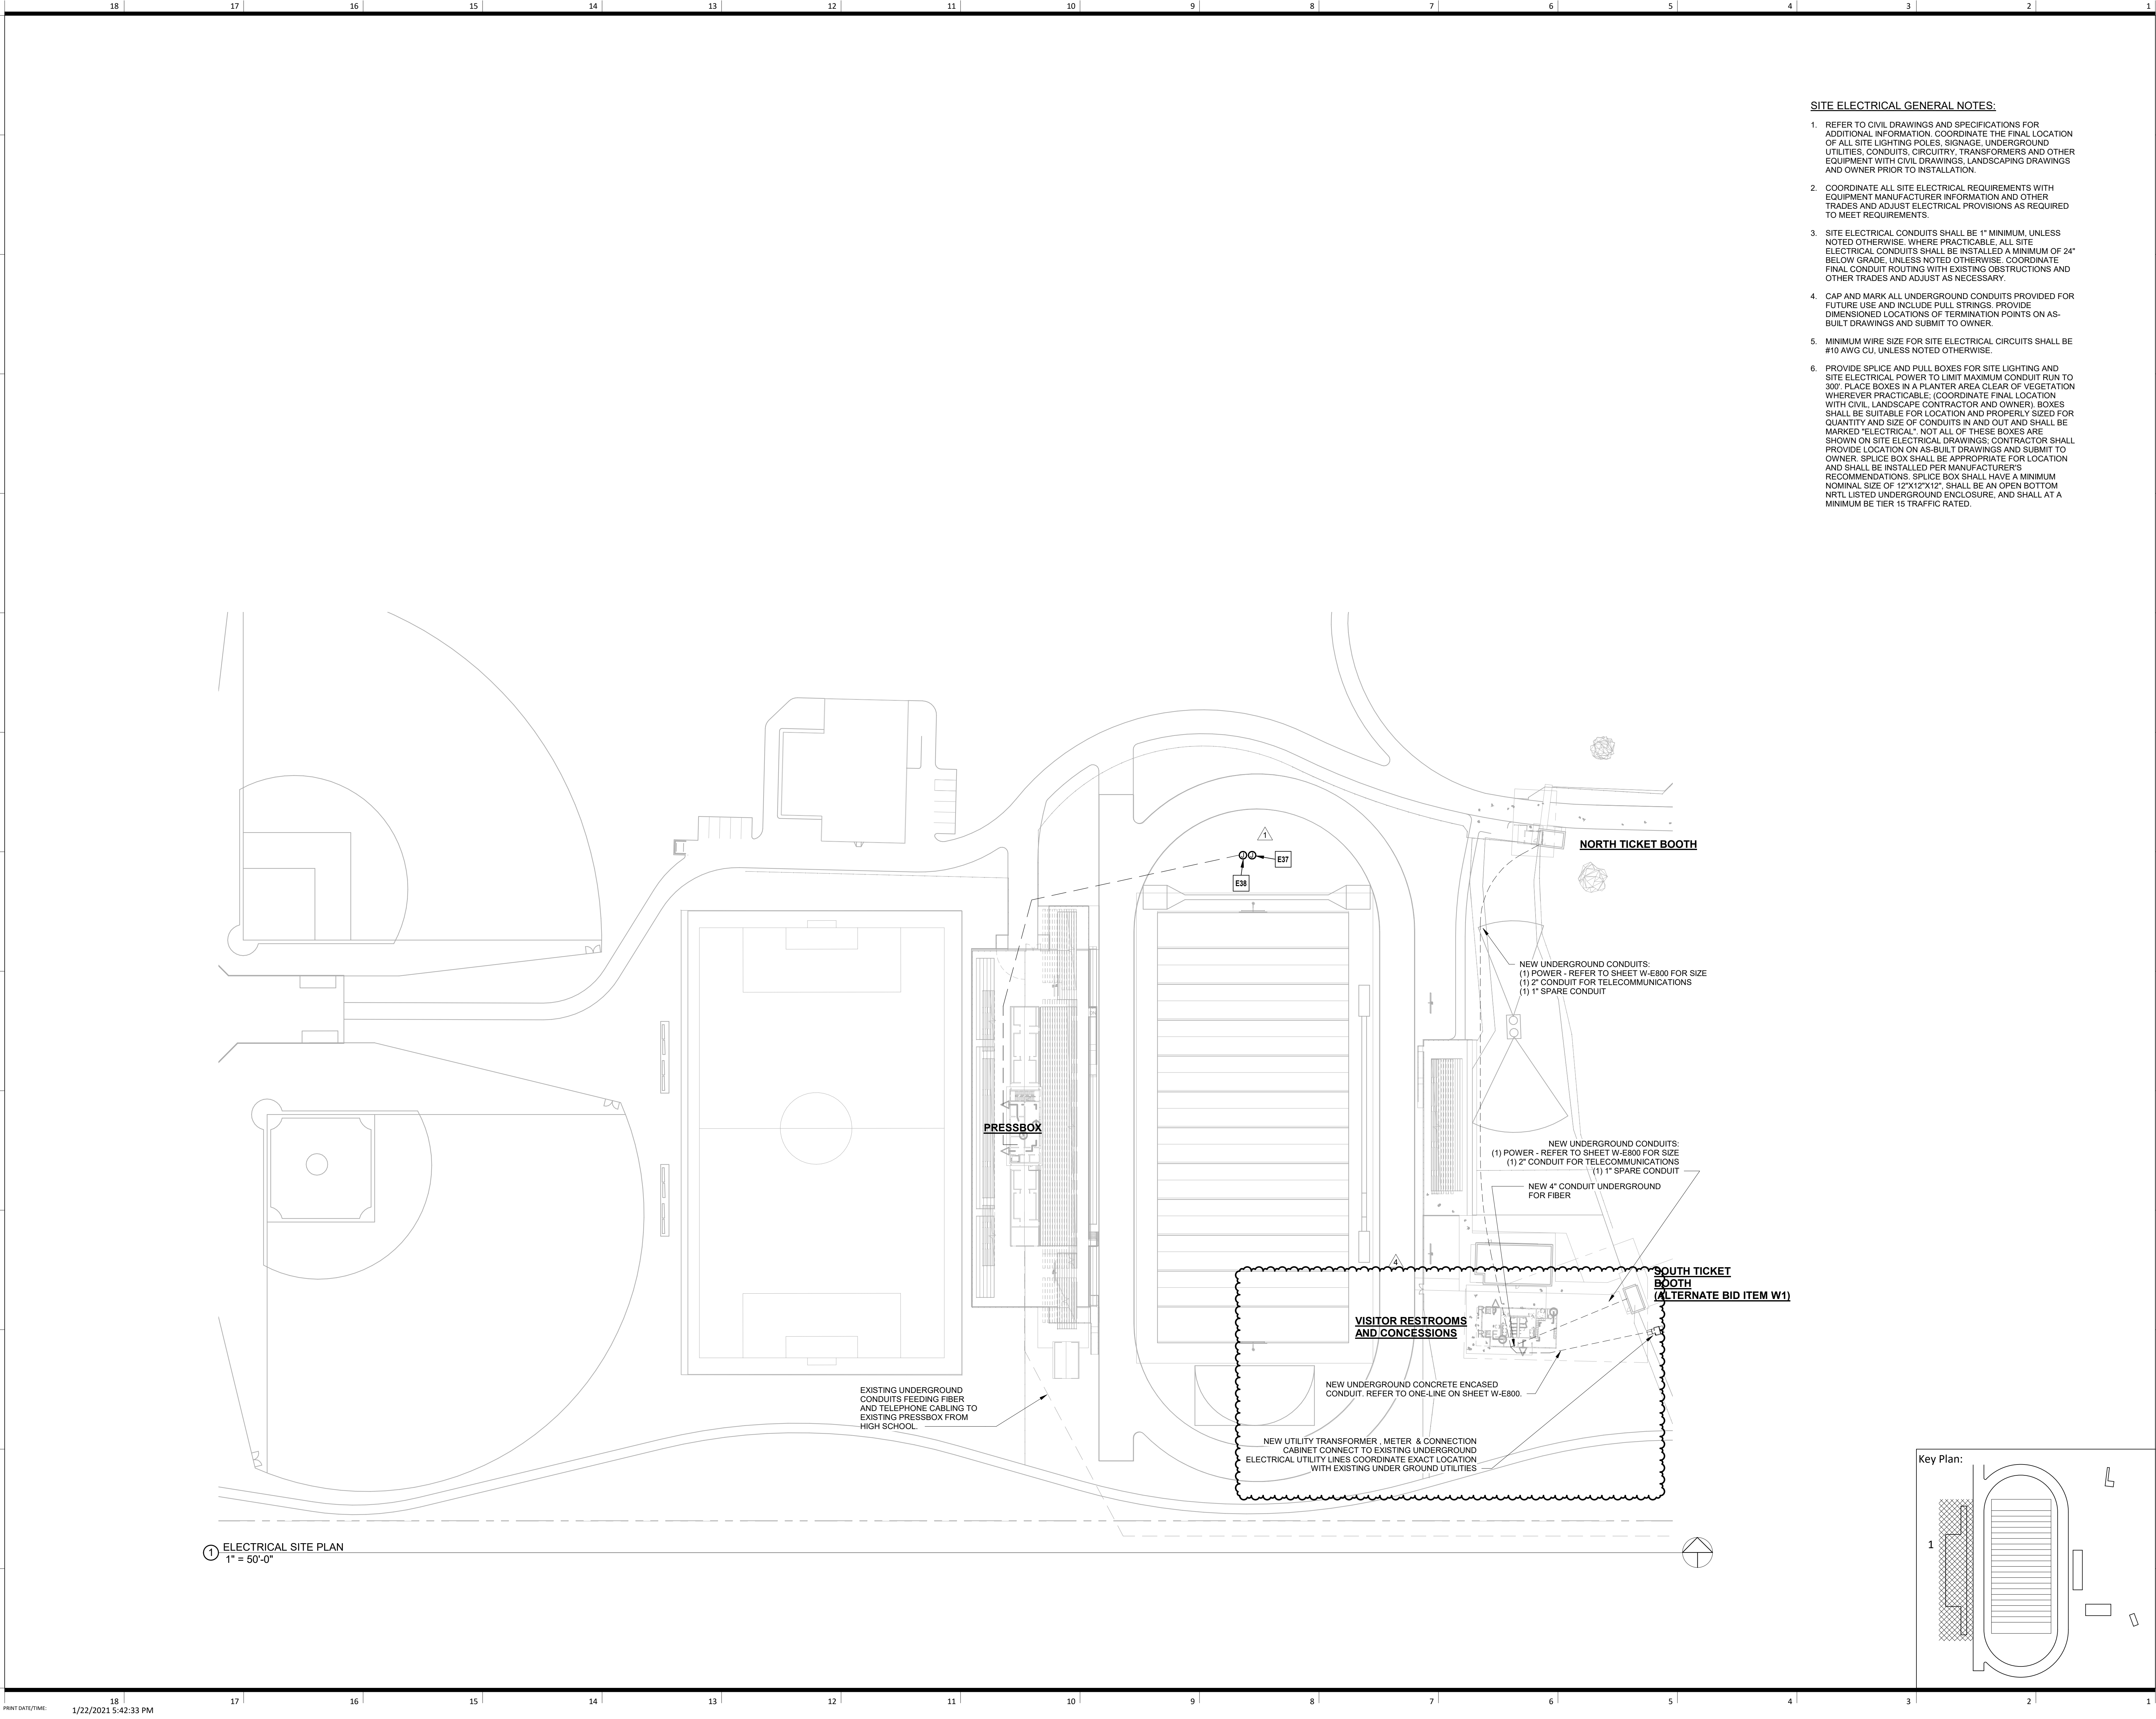 18 17 16 15 14 13 12 11 10 9 8 7 6 5 4 3 2 1
SITE ELECTRICAL GENERAL NOTES:
1. REFER TO CIVIL DRAWINGS AND SPECIFICATIONS FOR
ADDITIONAL INFORMATION. COORDINATE THE FINAL LOCATION
OF ALL SITE LIGHTING POLES, SIGNAGE, UNDERGROUND
UTILITIES, CONDUITS, CIRCUITRY, TRANSFORMERS AND OTHER
EQUIPMENT WITH CIVIL DRAWINGS, LANDSCAPING DRAWINGS
AND OWNER PRIOR TO INSTALLATION.
2. COORDINATE ALL SITE ELECTRICAL REQUIREMENTS WITH
EQUIPMENT MANUFACTURER INFORMATION AND OTHER
TRADES AND ADJUST ELECTRICAL PROVISIONS AS REQUIRED
TO MEET REQUIREMENTS.
3. SITE ELECTRICAL CONDUITS SHALL BE 1" MINIMUM, UNLESS
NOTED OTHERWISE. WHERE PRACTICABLE, ALL SITE
ELECTRICAL CONDUITS SHALL BE INSTALLED A MINIMUM OF 24"
BELOW GRADE, UNLESS NOTED OTHERWISE. COORDINATE
FINAL CONDUIT ROUTING WITH EXISTING OBSTRUCTIONS AND
OTHER TRADES AND ADJUST AS NECESSARY.
4. CAP AND MARK ALL UNDERGROUND CONDUITS PROVIDED FOR
FUTURE USE AND INCLUDE PULL STRINGS. PROVIDE
DIMENSIONED LOCATIONS OF TERMINATION POINTS ON AS-
BUILT DRAWINGS AND SUBMIT TO OWNER.
5. MINIMUM WIRE SIZE FOR SITE ELECTRICAL CIRCUITS SHALL BE
#10 AWG CU, UNLESS NOTED OTHERWISE.
6. PROVIDE SPLICE AND PULL BOXES FOR SITE LIGHTING AND
SITE ELECTRICAL POWER TO LIMIT MAXIMUM CONDUIT RUN TO
300'. PLACE BOXES IN A PLANTER AREA CLEAR OF VEGETATION
WHEREVER PRACTICABLE; (COORDINATE FINAL LOCATION
WITH CIVIL, LANDSCAPE CONTRACTOR AND OWNER). BOXES
SHALL BE SUITABLE FOR LOCATION AND PROPERLY SIZED FOR
QUANTITY AND SIZE OF CONDUITS IN AND OUT AND SHALL BE
MARKED "ELECTRICAL". NOT ALL OF THESE BOXES ARE
SHOWN ON SITE ELECTRICAL DRAWINGS; CONTRACTOR SHALL
PROVIDE LOCATION ON AS-BUILT DRAWINGS AND SUBMIT TO
OWNER. SPLICE BOX SHALL BE APPROPRIATE FOR LOCATION
AND SHALL BE INSTALLED PER MANUFACTURER'S
RECOMMENDATIONS. SPLICE BOX SHALL HAVE A MINIMUM
NOMINAL SIZE OF 12"X12"X12", SHALL BE AN OPEN BOTTOM
NRTL LISTED UNDERGROUND ENCLOSURE, AND SHALL AT A
MINIMUM BE TIER 15 TRAFFIC RATED.
1
E37
E38
NORTH TICKET BOOTH
NEW UNDERGROUND CONDUITS:
(1) POWER - REFER TO SHEET W-E800 FOR SIZE
(1) 2" CONDUIT FOR TELECOMMUNICATIONS
(1) 1" SPARE CONDUIT
PRESSBOX
NEW UNDERGROUND CONDUITS:
(1) POWER - REFER TO SHEET W-E800 FOR SIZE
(1) 2" CONDUIT FOR TELECOMMUNICATIONS
(1) 1" SPARE CONDUIT
NEW 4" CONDUIT UNDERGROUND
FOR FIBER
4
SOUTH TICKET
BOOTH
(ALTERNATE BID ITEM W1)
VISITOR RESTROOMS
AND CONCESSIONS
NEW UNDERGROUND CONCRETE ENCASED
CONDUIT. REFER TO ONE-LINE ON SHEET W-E800.
EXISTING UNDERGROUND
CONDUITS FEEDING FIBER
AND TELEPHONE CABLING TO
EXISTING PRESSBOX FROM
HIGH SCHOOL.
NEW UTILITY TRANSFORMER , METER & CONNECTION
CABINET CONNECT TO EXISTING UNDERGROUND
ELECTRICAL UTILITY LINES COORDINATE EXACT LOCATION
WITH EXISTING UNDER GROUND UTILITIES
Key Plan:
1
1 ELECTRICAL SITE PLAN
1" = 50'-0"
18 17 16 15 14 13 12 11 10 9 8 7 6 5 4 3 2 1
PRINT DATE/TIME: 1/22/2021 5:42:33 PM